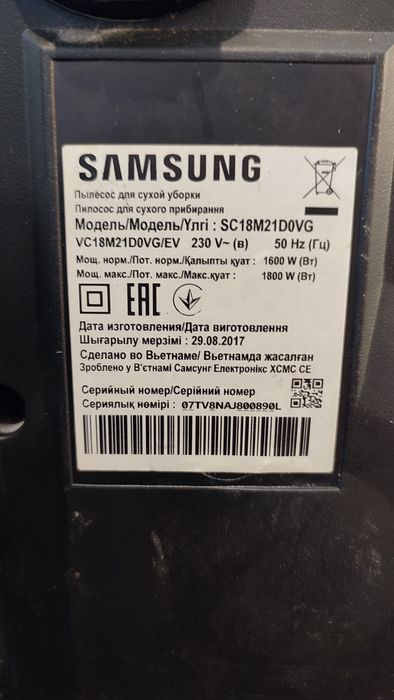 SAMSUNG
Пылесос для сухой уборки
Пилосос для сухого прибирання
Модель/Модель/Үлгі : SC18M21D0VG
VC18M21D0VG/EV 230 V~ (в) 50 Hz (Гц)
Мощ. норм./Пот. норм./Қалыпты қуат : 1600 W (Вт)
Мощ. макс./Пот. макс./Макс.қуат : 1800 W (Вт)
EAC
Дата изготовления/Дата виготовлення
Шығарылу мерзімі : 29.08.2017
Сделано во Вьетнаме/ Вьетнамда жасалған
Зроблено у В'єтнамі Самсунг Електронікс ХСМС СЕ
Серийный номер/Серійний номер
Сериялық нөмірі : 07TV8NAJ800890L